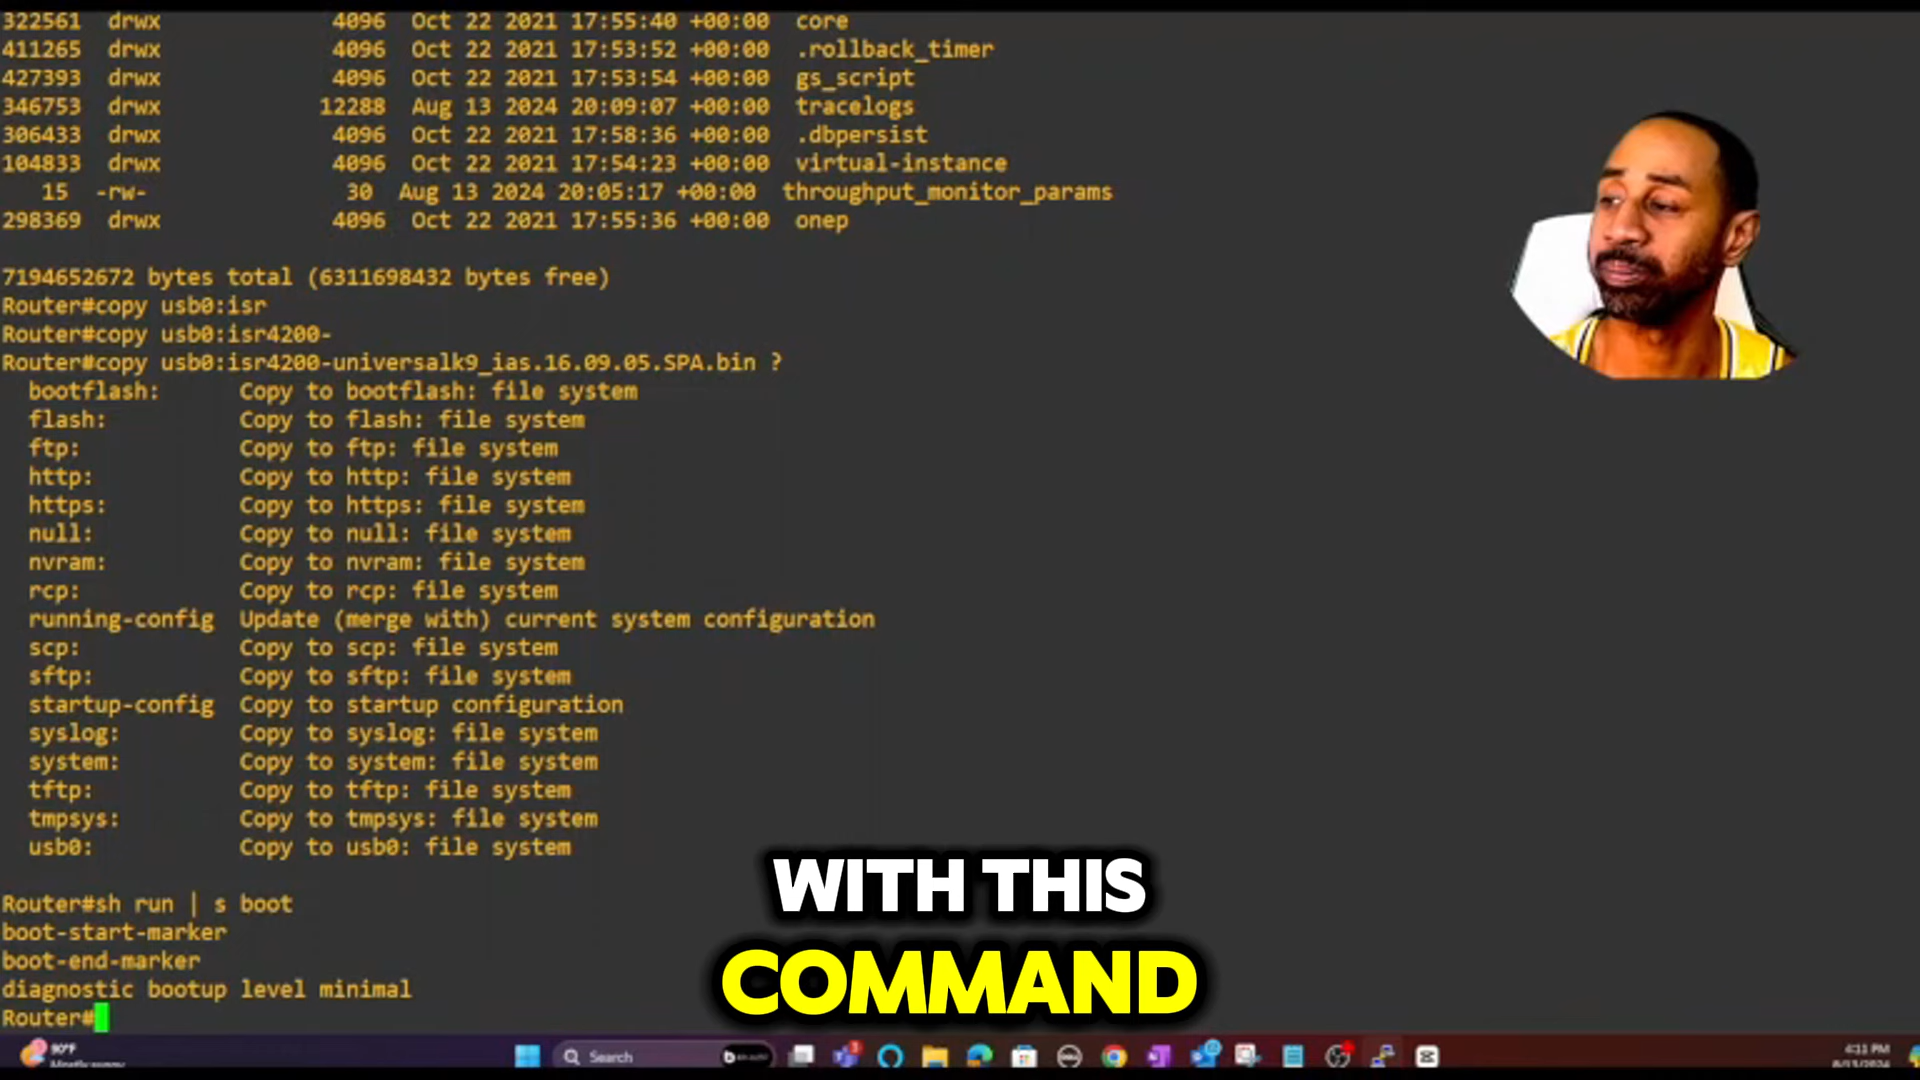 322561 drwx 4096 Oct 22 2021 17:55:40 +00:00 core
411265 drwx 4096 Oct 22 2021 17:53:52 +00:00 .rollback_timer
427393 drwx 4096 Oct 22 2021 17:53:54 +00:00 gs_script
346753 drwx 12288 Aug 13 2024 20:09:07 +00:00 tracelogs
306433 drwx 4096 Oct 22 2021 17:58:36 +00:00 .dbpersist
104833 drwx 4096 Oct 22 2021 17:54:23 +00:00 virtual-instance
15 -rw- 30 Aug 13 2024 20:05:17 +00:00 throughput_monitor_params
298369 drwx 4096 Oct 22 2021 17:55:36 +00:00 onep
7194652672 bytes total (6311698432 bytes free)
Router#copy usb0:isr
Router#copy usb0:isr4200-
Router#copy usb0:isr4200-universalk9_ias.16.09.05.SPA.bin ?
bootflash: Copy to bootflash: file system
flash: Copy to flash: file system
ftp: Copy to ftp: file system
http: Copy to http: file system
https: Copy to https: file system
null: Copy to null: file system
nvram: Copy to nvram: file system
rcp: Copy to rcp: file system
running-config Update (merge with) current system configuration
scp: Copy to scp: file system
sftp: Copy to sftp: file system
startup-config Copy to startup configuration
syslog: Copy to syslog: file system
system: Copy to system: file system
tftp: Copy to tftp: file system
tmpsys: Copy to tmpsys: file system
usb0: Copy to usb0: file system
Router#sh run | s boot
boot-start-marker
boot-end-marker
diagnostic bootup level minimal
Router#
WITH THIS
COMMAND
90°F
Search
4:11 PM
8/13/2024